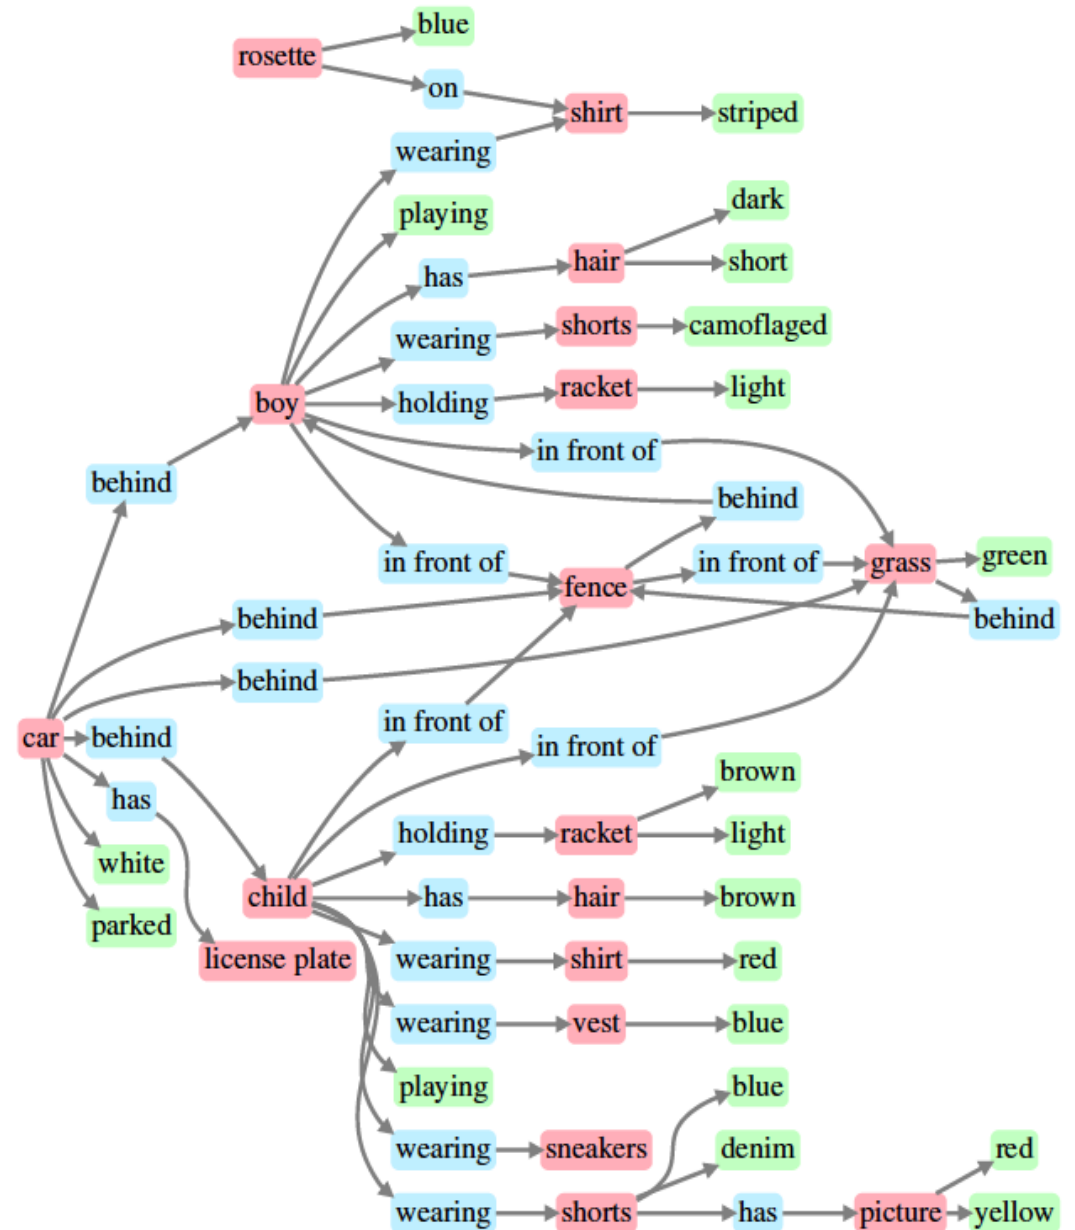 blue
rosette
on
shirt
striped
wearing
dark
playing
hair
short
has
shorts
camoflaged
wearing
racket
light
boy
holding
in front of
behind
behind
in front of
in front of
grass
green
fence
behind
behind
behind
in front of
car
behind
in front of
brown
has
holding
racket
light
white
child
has
hair
brown
parked
license plate
wearing
shirt
red
wearing
vest
blue
playing
blue
wearing
sneakers
denim
red
wearing
shorts
has
picture
yellow